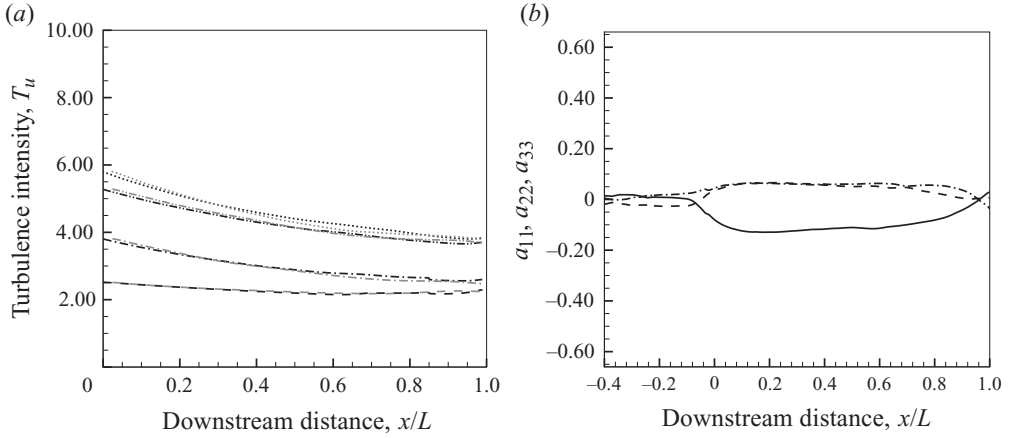 (a)
10.00
8.00
6.00
4.00
2.00
0 0.2 0.4 0.6 0.8 1.0
Turbulence intensity, Tu
Downstream distance, x/L
(b)
0.60
0.40
0.20
0
–0.20
–0.40
–0.60
–0.4 –0.2 0 0.2 0.4 0.6 0.8 1.0
a11, a22, a33
Downstream distance, x/L